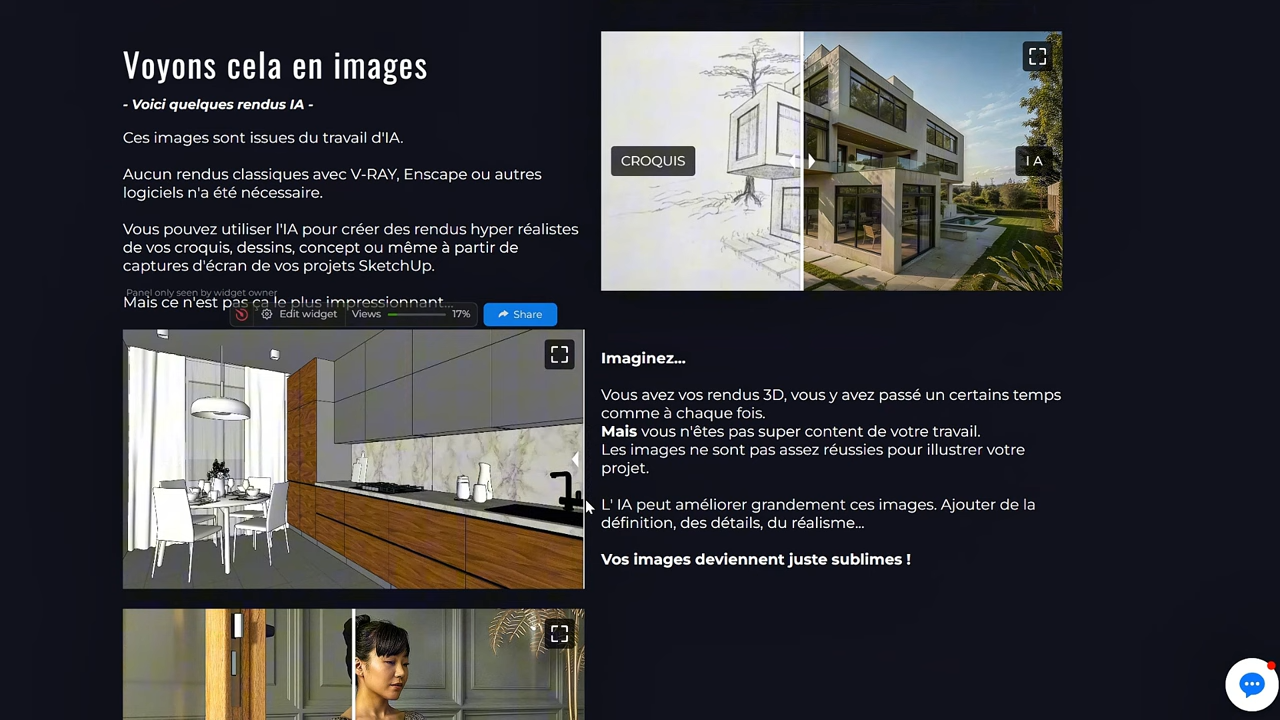 Voyons cela en images
- Voici quelques rendus IA -
Ces images sont issues du travail d'IA.
Aucun rendus classiques avec V-RAY, Enscape ou autres
logiciels n'a été nécessaire.
Vous pouvez utiliser l'IA pour créer des rendus hyper réalistes
de vos croquis, dessins, concept ou même à partir de
captures d'écran de vos projets SketchUp.
Panel only seen by widget owner
Mais ce n'est pas ça le plus impressionnant...
Edit widget Views 17% Share
CROQUIS
I A
Imaginez...
Vous avez vos rendus 3D, vous y avez passé un certains temps
comme à chaque fois.
Mais vous n'êtes pas super content de votre travail.
Les images ne sont pas assez réussies pour illustrer votre
projet.
L' IA peut améliorer grandement ces images. Ajouter de la
définition, des détails, du réalisme...
Vos images deviennent juste sublimes !